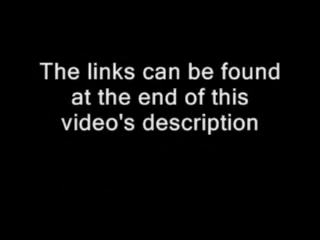 The links can be found
at the end of this
video's description